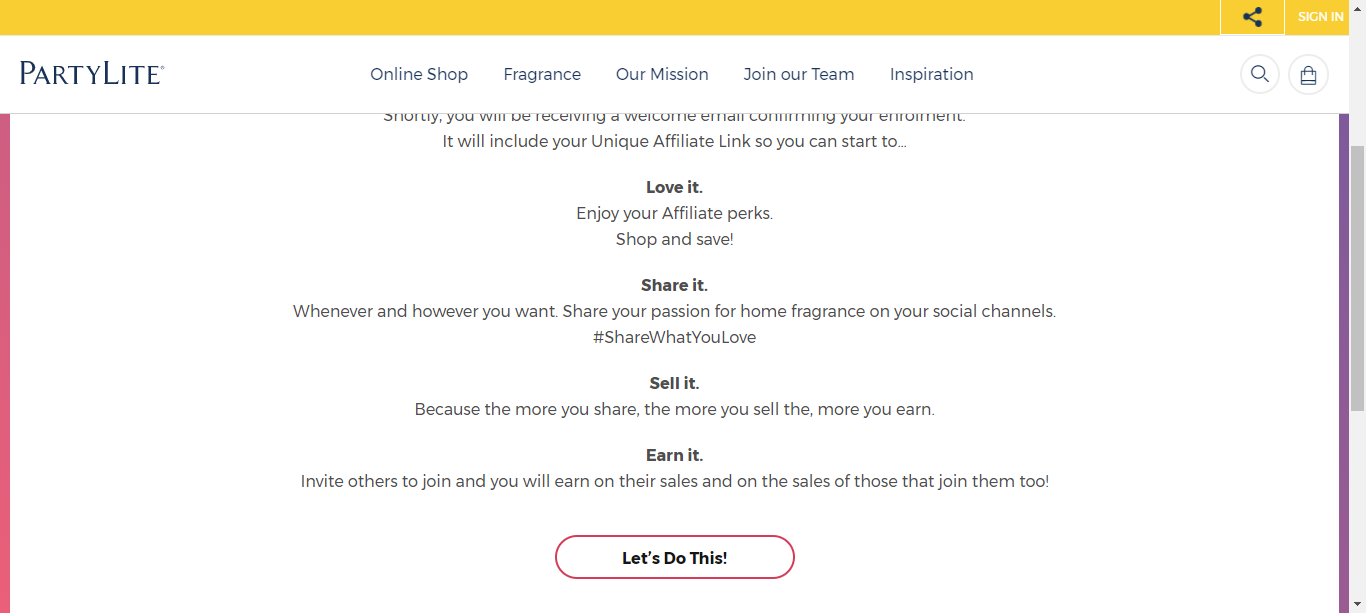 SIGN IN
PARTYLITE®
Online Shop Fragrance Our Mission Join our Team Inspiration
Shortly, you will be receiving a welcome email confirming your enrolment.
It will include your Unique Affiliate Link so you can start to...
Love it.
Enjoy your Affiliate perks.
Shop and save!
Share it.
Whenever and however you want. Share your passion for home fragrance on your social channels.
#ShareWhatYouLove
Sell it.
Because the more you share, the more you sell the, more you earn.
Earn it.
Invite others to join and you will earn on their sales and on the sales of those that join them too!
Let's Do This!